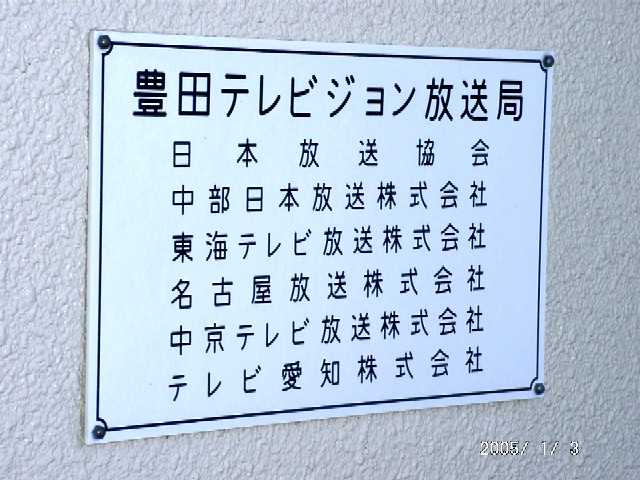 豊田テレビジョン放送局
日本放送協会
中部日本放送株式会社
東海テレビ放送株式会社
名古屋放送株式会社
中京テレビ放送株式会社
テレビ愛知株式会社
2005/ 1/ 3